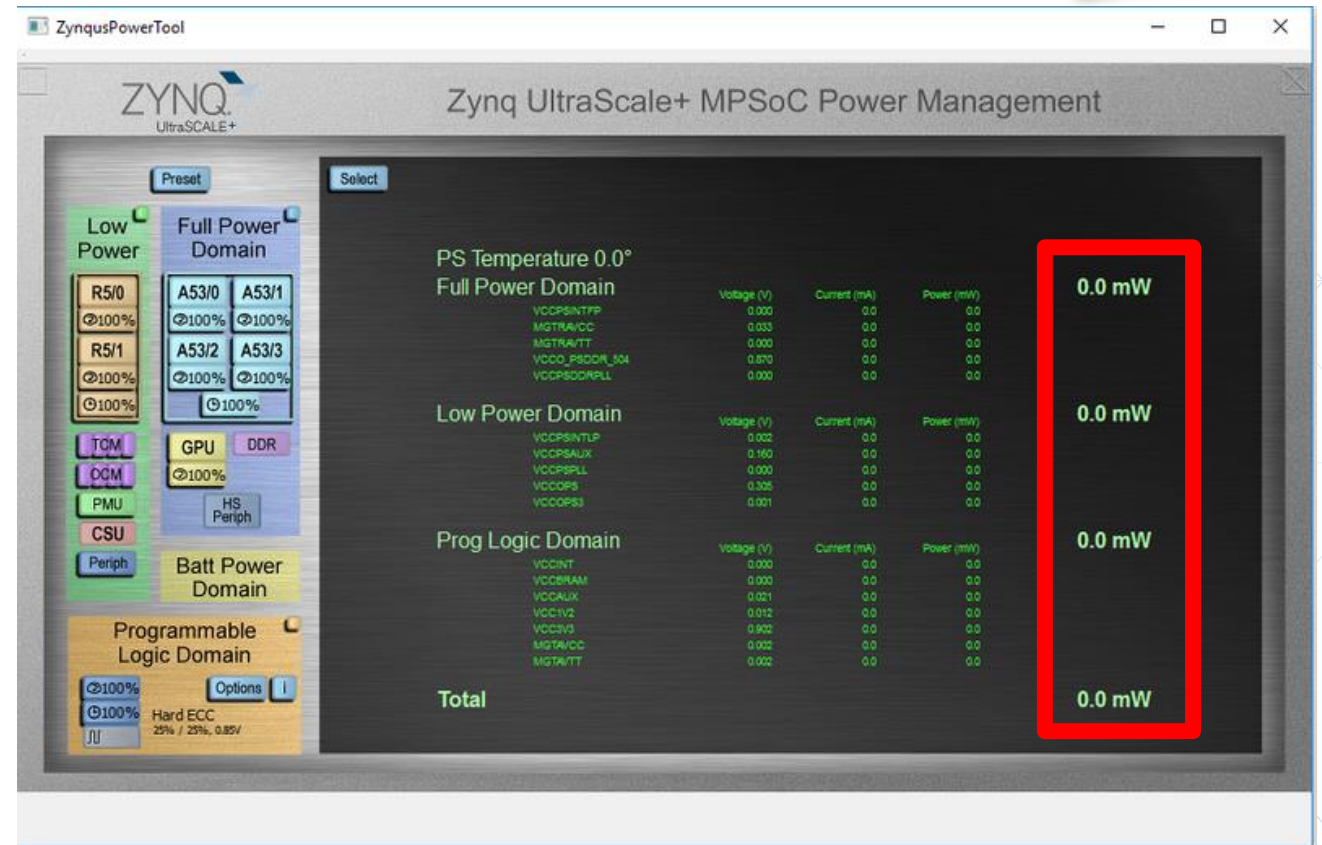 ZynqusPowerTool
ZYNQ
UltraSCALE+
Zynq UltraScale+ MPSoC Power Management
Preset
Select
Low Power
Full Power Domain
R5/0
A53/0 A53/1
100% 100% 100%
R5/1
A53/2 A53/3
100% 100% 100%
100% 100%
TCM
GPU DDR
OCM
100%
PMU
HS Periph
CSU
Periph
Batt Power Domain
Programmable Logic Domain
100%
Options i
100%
Hard ECC
25% / 25%, 0.85V
PS Temperature 0.0°
Full Power Domain Voltage (V) Current (mA) Power (mW) 0.0 mW
VCCPSINTFP 0.000 0.0 0.0
MGTRAVCC 0.033 0.0 0.0
MGTRAVTT 0.000 0.0 0.0
VCCO_PSDDR_504 0.870 0.0 0.0
VCCPSDDRPLL 0.000 0.0 0.0
Low Power Domain Voltage (V) Current (mA) Power (mW) 0.0 mW
VCCPSINTLP 0.002 0.0 0.0
VCCPSAUX 0.160 0.0 0.0
VCCPSPLL 0.000 0.0 0.0
VCCOPS 0.305 0.0 0.0
VCCOPS3 0.001 0.0 0.0
Prog Logic Domain Voltage (V) Current (mA) Power (mW) 0.0 mW
VCCINT 0.000 0.0 0.0
VCCBRAM 0.000 0.0 0.0
VCCAUX 0.021 0.0 0.0
VCC1V2 0.012 0.0 0.0
VCC3V3 0.902 0.0 0.0
MGTAVCC 0.002 0.0 0.0
MGTAVTT 0.002 0.0 0.0
Total 0.0 mW